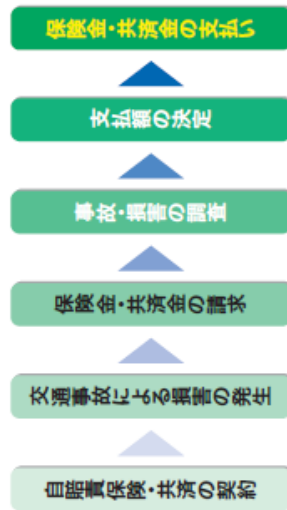 保険金・共済金の支払い
支払額の決定
事故・損害の調査
保険金・共済金の請求
交通事故による損害の発生
自賠責保険・共済の契約